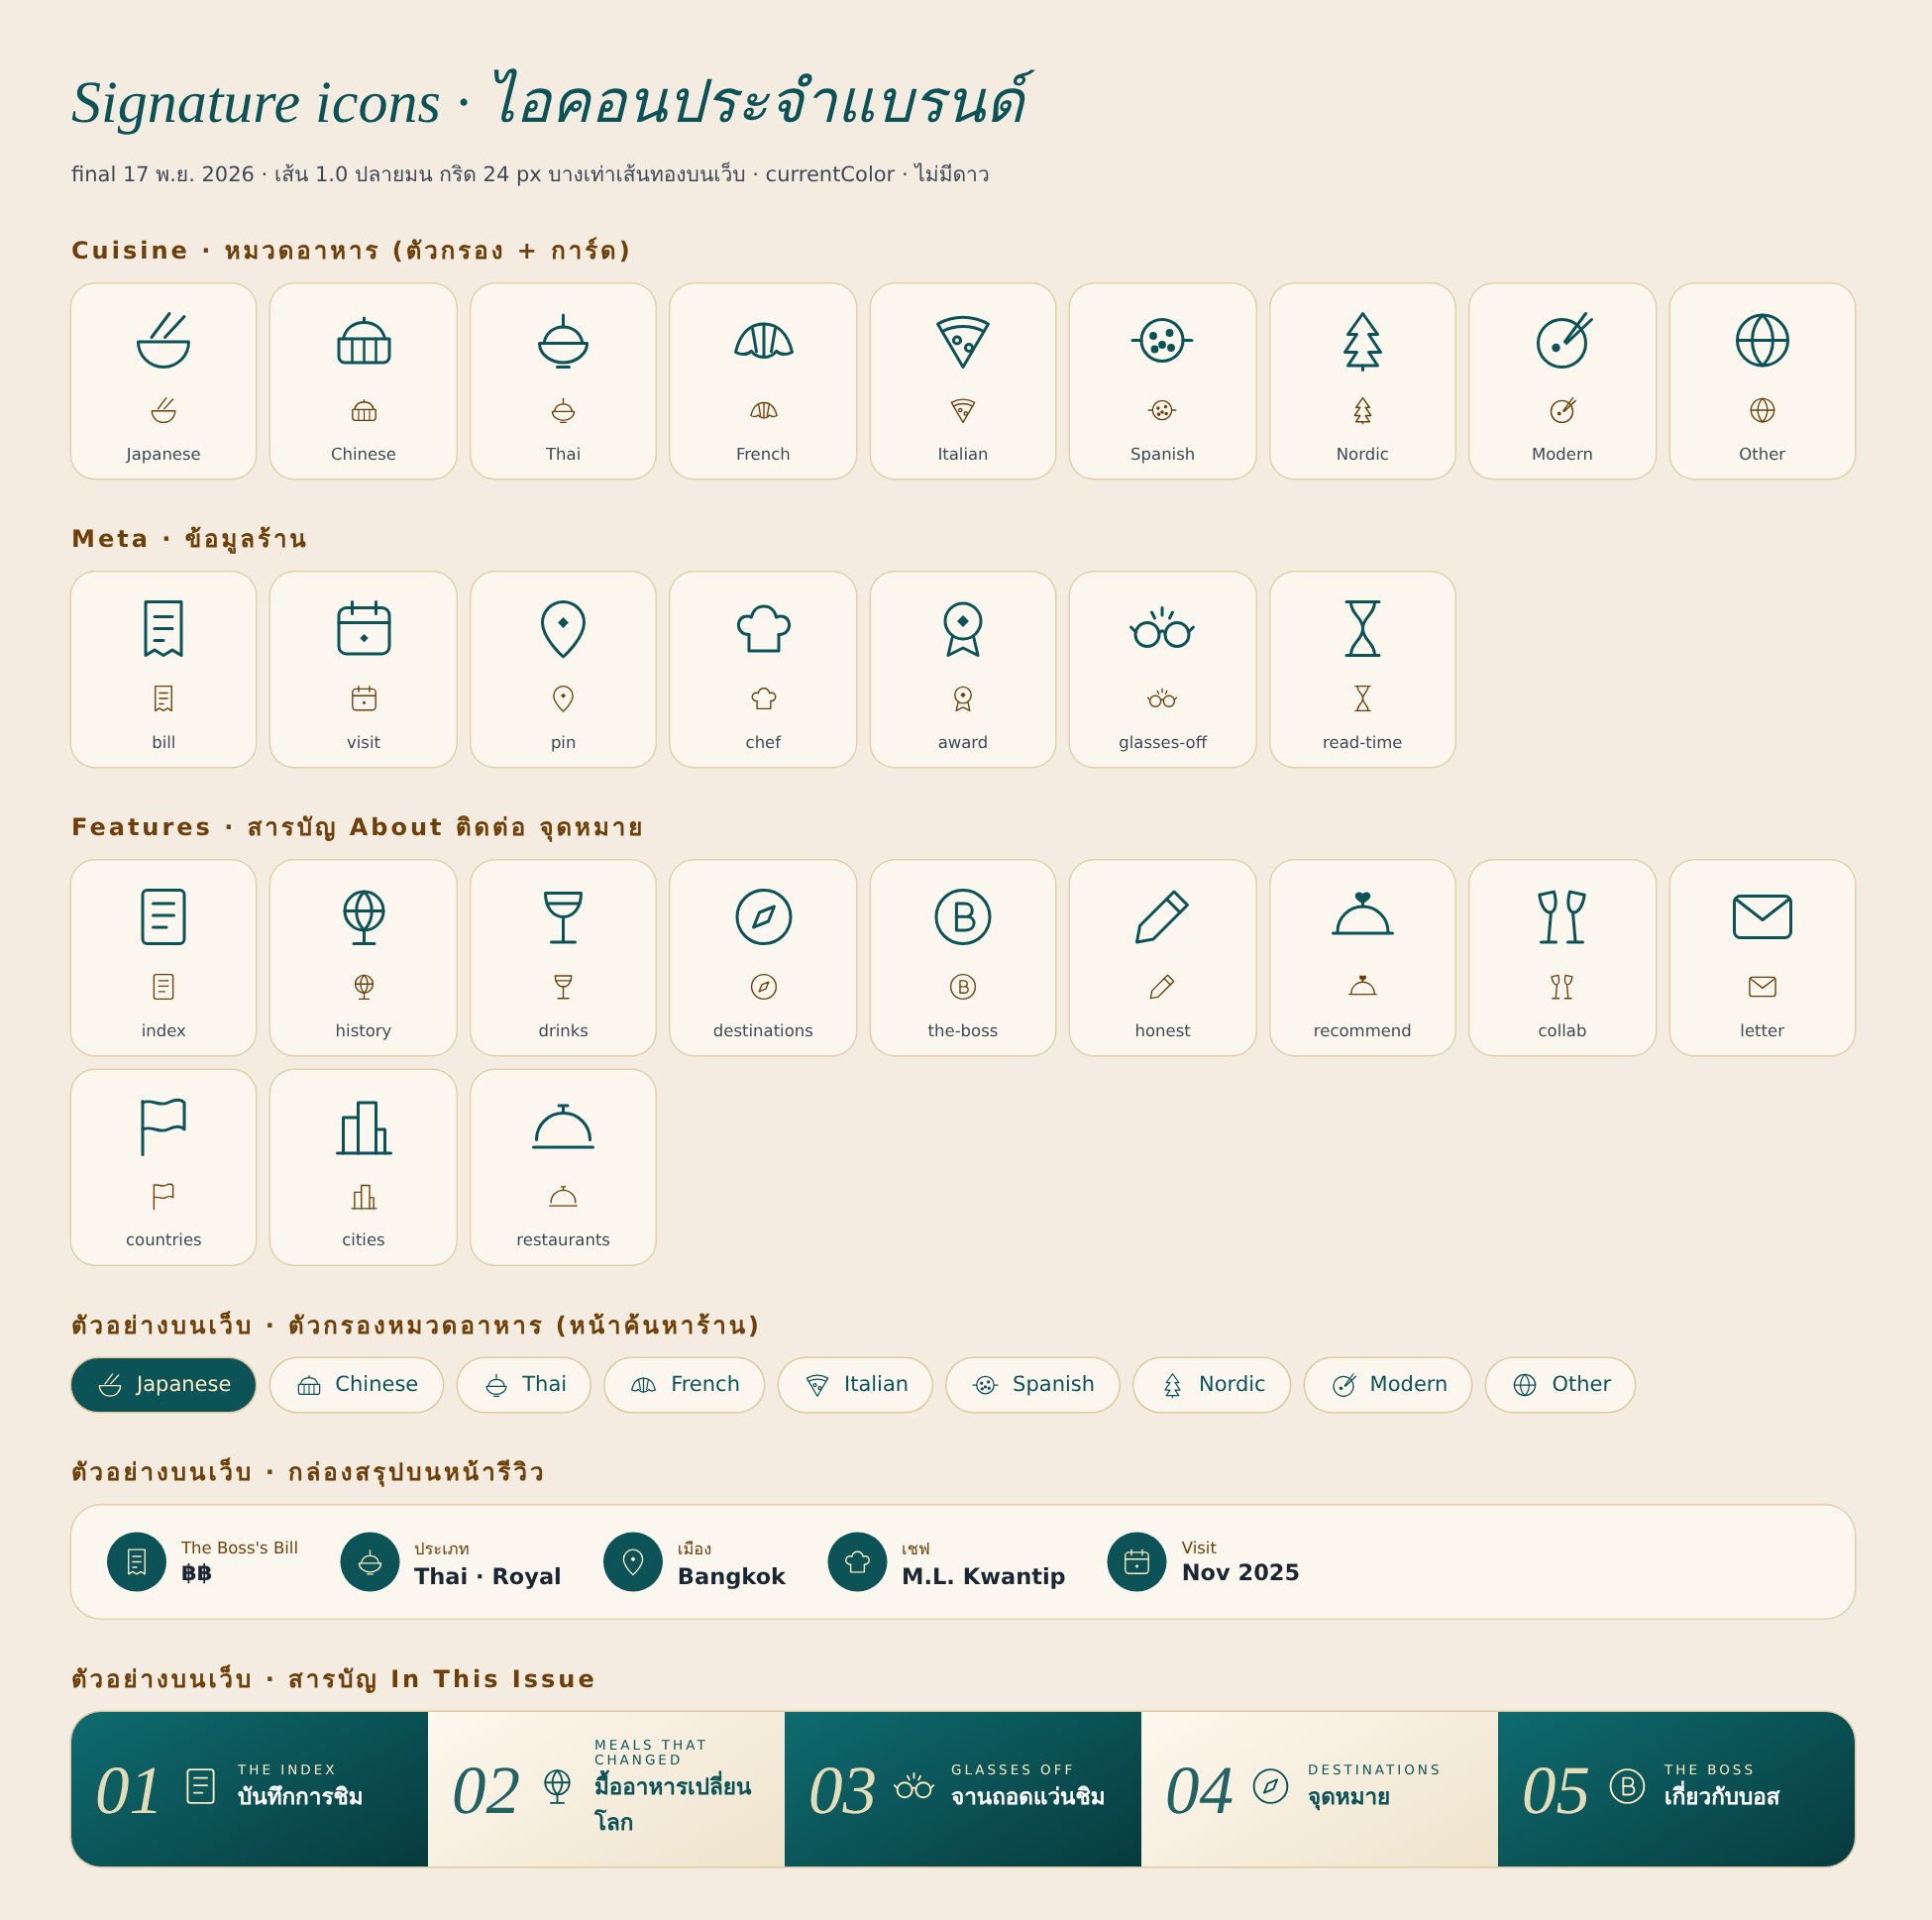 Signature icons · ไอคอนประจำแบรนด์
final 17 พ.ย. 2026 · เส้น 1.0 ปลายมน กริด 24 px บางเท่าเส้นทองบนเว็บ · currentColor · ไม่มีดาว
Cuisine · หมวดอาหาร (ตัวกรอง + การ์ด)
Japanese
Chinese
Thai
French
Italian
Spanish
Nordic
Modern
Other
Meta · ข้อมูลร้าน
bill
visit
pin
chef
award
glasses-off
read-time
Features · สารบัญ About ติดต่อ จุดหมาย
index
history
drinks
destinations
B
the-boss
honest
recommend
collab
letter
countries
cities
restaurants
ตัวอย่างบนเว็บ · ตัวกรองหมวดอาหาร (หน้าค้นหาร้าน)
Japanese
Chinese
Thai
French
Italian
Spanish
Nordic
Modern
Other
ตัวอย่างบนเว็บ · กล่องสรุปบนหน้ารีวิว
The Boss's Bill
฿฿
ประเภท
Thai · Royal
เมือง
Bangkok
เชฟ
M.L. Kwantip
Visit
Nov 2025
ตัวอย่างบนเว็บ · สารบัญ In This Issue
01
THE INDEX
บันทึกการชิม
02
MEALS THAT
CHANGED
มื้ออาหารเปลี่ยน
โลก
03
GLASSES OFF
จานถอดแว่นชิม
04
DESTINATIONS
จุดหมาย
05
B
THE BOSS
เกี่ยวกับบอส